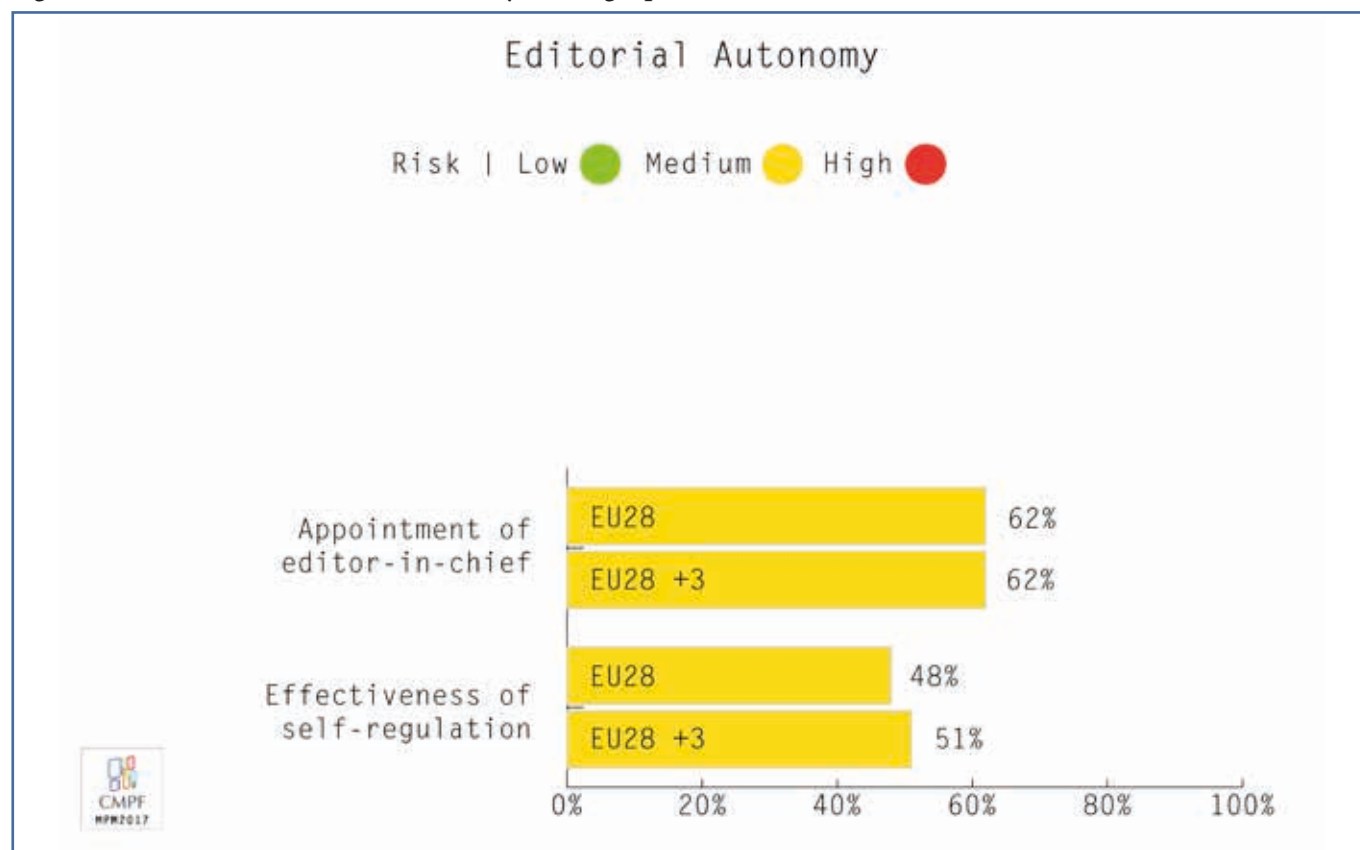 Editorial Autonomy
Risk | Low Medium High
Appointment of
editor-in-chief
EU28 62%
EU28 +3 62%
Effectiveness of
self-regulation
EU28 48%
EU28 +3 51%
0% 20% 40% 60% 80% 100%
CMPF
MPM2017